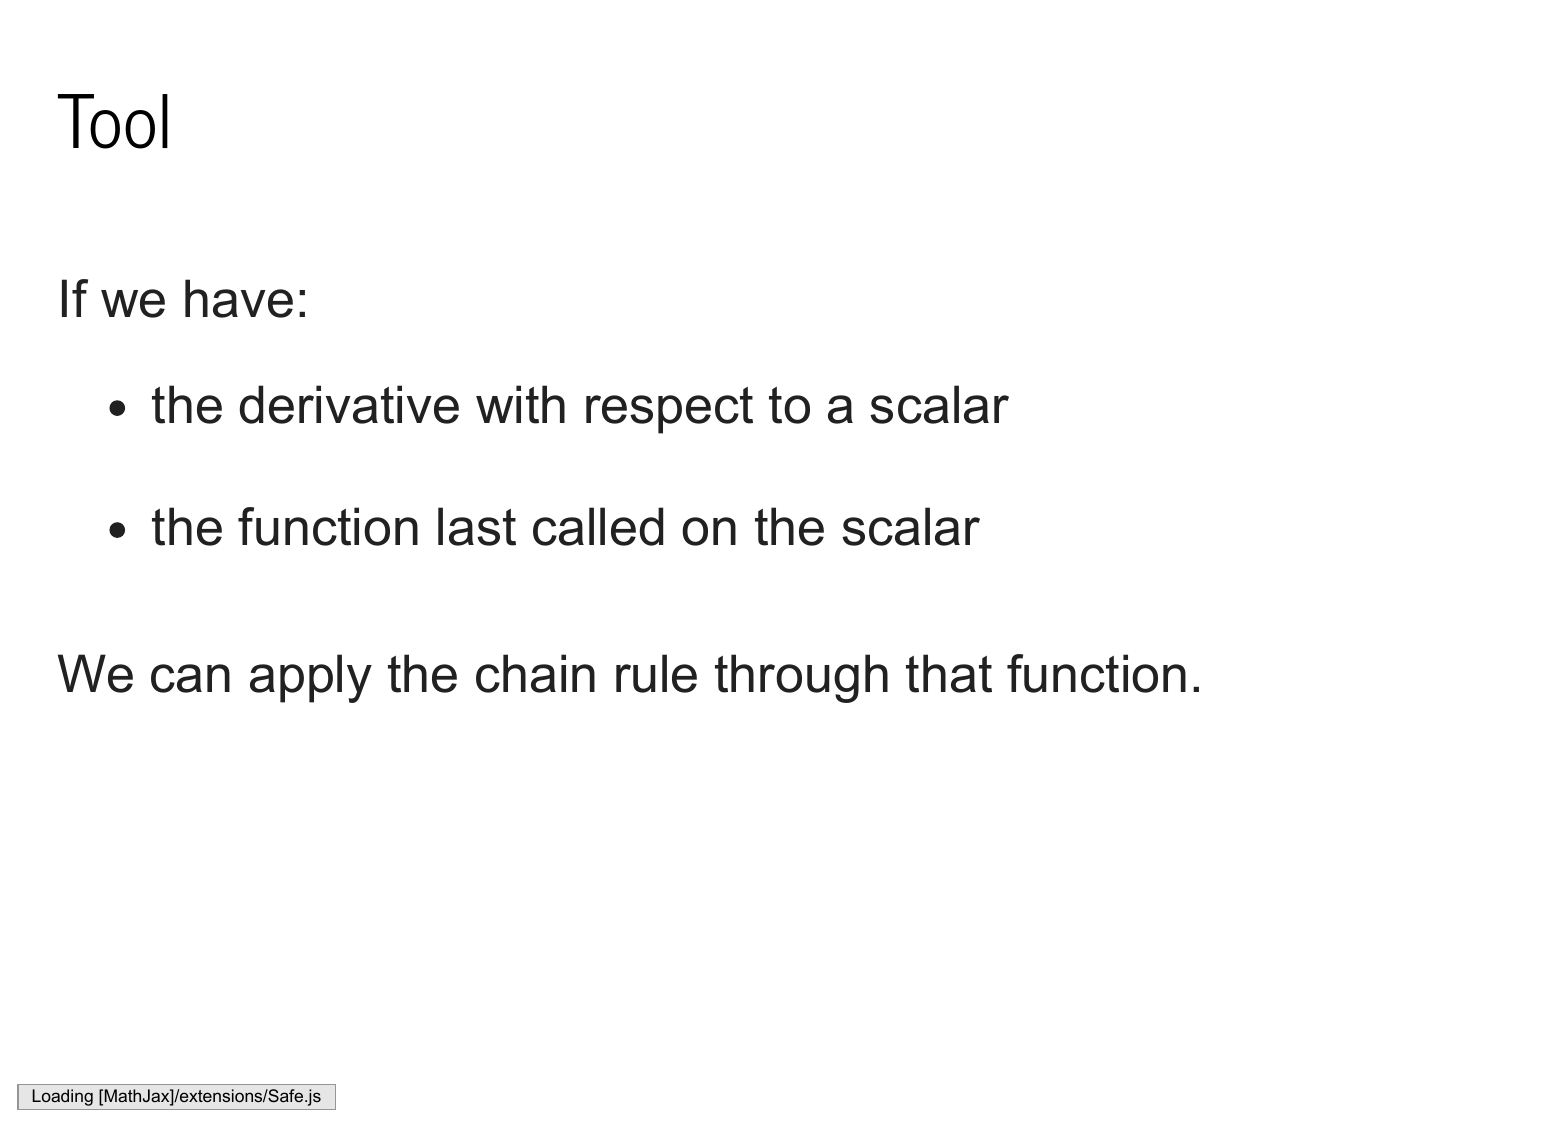 Tool
If we have:
• the derivative with respect to a scalar
• the function last called on the scalar
We can apply the chain rule through that function.
Loading [MathJax]/extensions/Safe.js